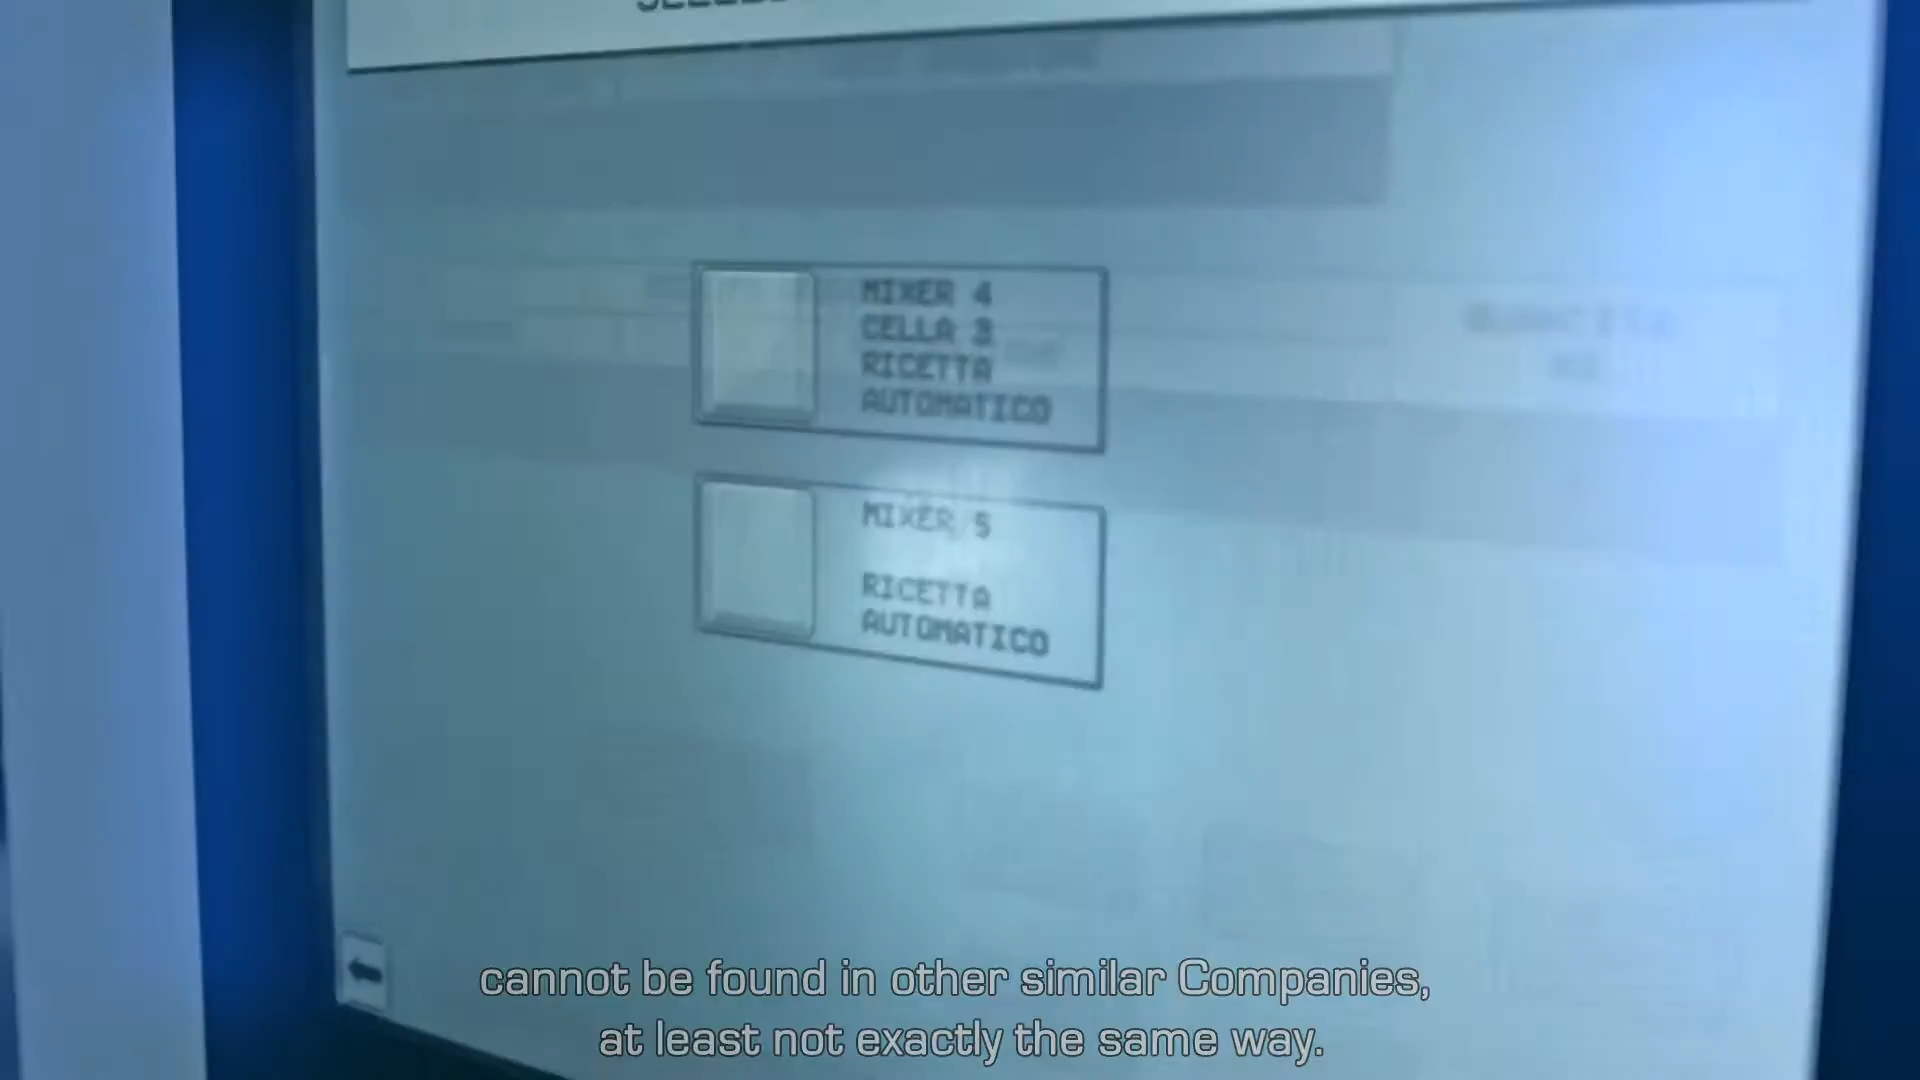 MIXER 4
CELLA 3
RICETTA
AUTOMATICO
MIXER 5
RICETTA
AUTOMATICO
cannot be found in other similar Companies,
at least not exactly the same way.